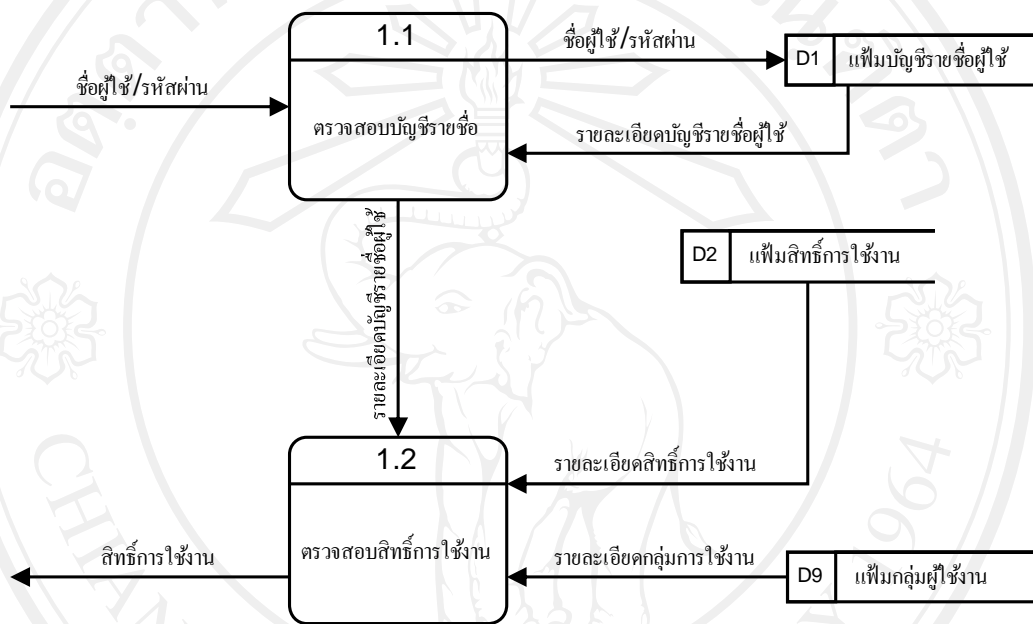 1.1
ชื่อผู้ใช้/รหัสผ่าน
D1 แฟ้มบัญชีรายชื่อผู้ใช้
ชื่อผู้ใช้/รหัสผ่าน
ตรวจสอบบัญชีรายชื่อ
รายละเอียดบัญชีรายชื่อผู้ใช้
รายละเอียดบัญชีรายชื่อผู้ใช้
D2 แฟ้มสิทธิ์การใช้งาน
1.2
รายละเอียดสิทธิ์การใช้งาน
สิทธิ์การใช้งาน
ตรวจสอบสิทธิ์การใช้งาน
รายละเอียดกลุ่มการใช้งาน
D9 แฟ้มกลุ่มผู้ใช้งาน
1964